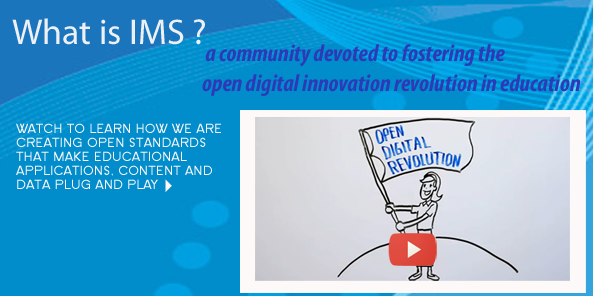 What is IMS ?
a community devoted to fostering the
open digital innovation revolution in education
WATCH TO LEARN HOW WE ARE
CREATING OPEN STANDARDS
THAT MAKE EDUCATIONAL
APPLICATIONS, CONTENT AND
DATA PLUG AND PLAY
OPEN
DIGITAL
REVOLUTION